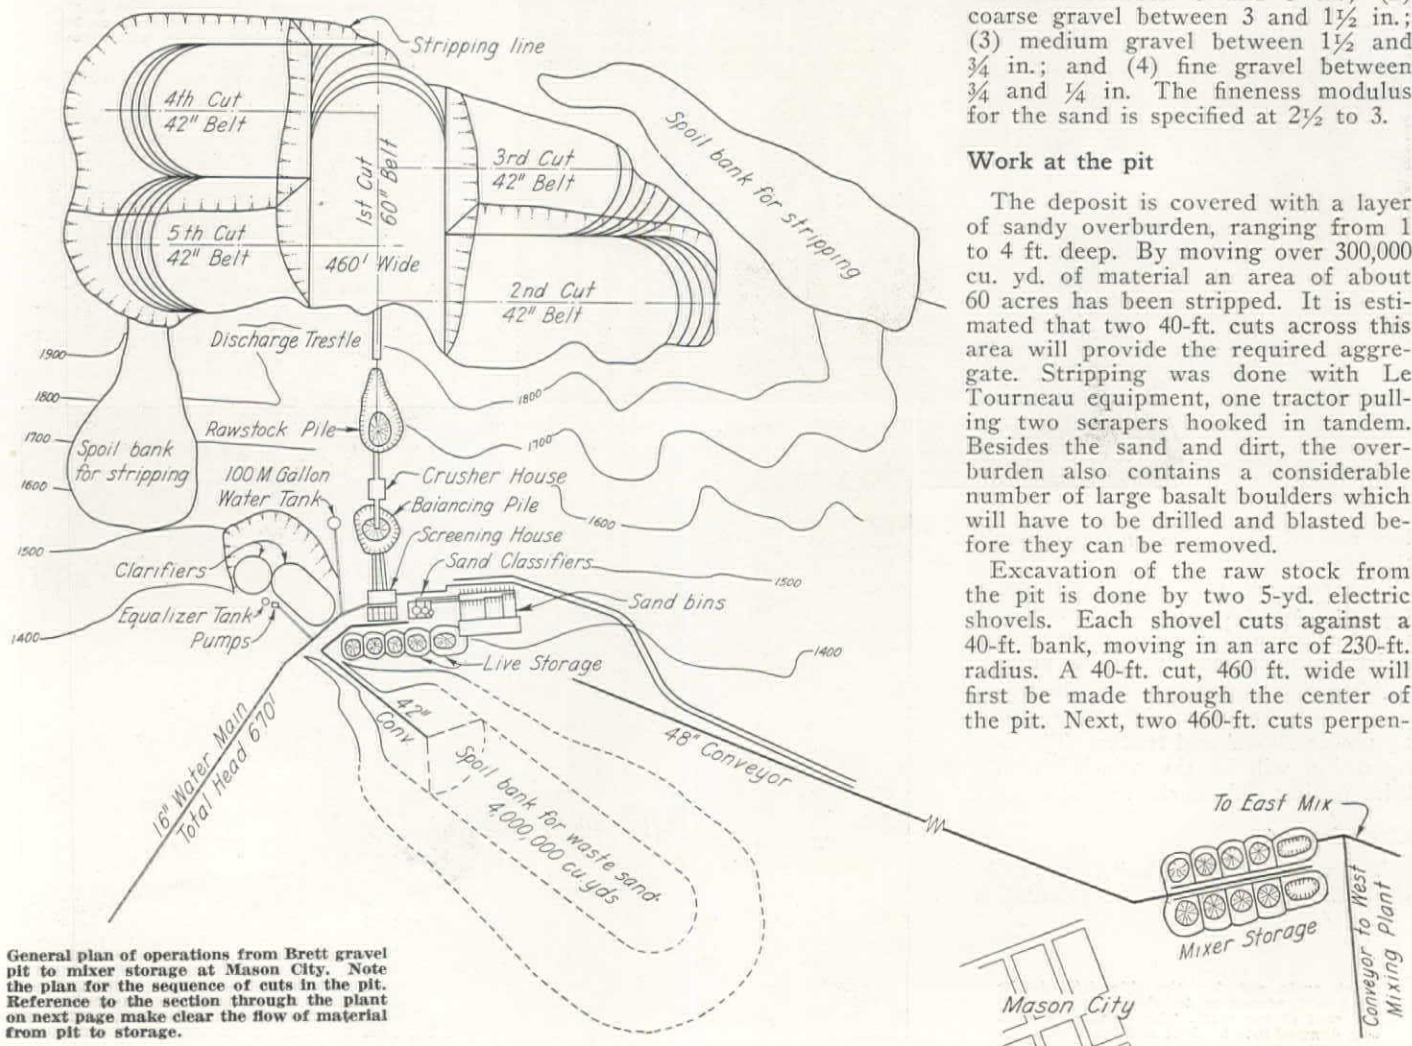 Stripping line
4th Cut
42" Belt
1st Cut
60" Belt
3rd Cut
42" Belt
Spoil bank for stripping
5th Cut
42" Belt
460' Wide
2nd Cut
42" Belt
Discharge Trestle
1900
1800
1800
Rawstock Pile
1700
1700
Spoil bank
for stripping
100 M Gallon
Water Tank
Crusher House
1600
Balancing Pile
1600
Screening House
1500
Clarifiers
Sand Classifiers
1500
Equalizer Tank
Sand bins
1400
Pumps
Live Storage
1400
42"
Conv.
48" Conveyor
16" Water Main
Total Head 670'
Spoil bank for waste sand-
4,000,000 cu.yds
To East Mix
Mixer Storage
Conveyor to West
Mixing Plant
Mason City
General plan of operations from Brett gravel
pit to mixer storage at Mason City. Note
the plan for the sequence of cuts in the pit.
Reference to the section through the plant
on next page make clear the flow of material
from pit to storage.
coarse gravel between 3 and 1½ in.;
(3) medium gravel between 1½ and
¾ in.; and (4) fine gravel between
¾ and ¼ in. The fineness modulus
for the sand is specified at 2½ to 3.
Work at the pit
The deposit is covered with a layer
of sandy overburden, ranging from 1
to 4 ft. deep. By moving over 300,000
cu. yd. of material an area of about
60 acres has been stripped. It is esti-
mated that two 40-ft. cuts across this
area will provide the required aggre-
gate. Stripping was done with Le
Tourneau equipment, one tractor pull-
ing two scrapers hooked in tandem.
Besides the sand and dirt, the over-
burden also contains a considerable
number of large basalt boulders which
will have to be drilled and blasted be-
fore they can be removed.
Excavation of the raw stock from
the pit is done by two 5-yd. electric
shovels. Each shovel cuts against a
40-ft. bank, moving in an arc of 230-ft.
radius. A 40-ft. cut, 460 ft. wide will
first be made through the center of
the pit. Next, two 460-ft. cuts perpen-